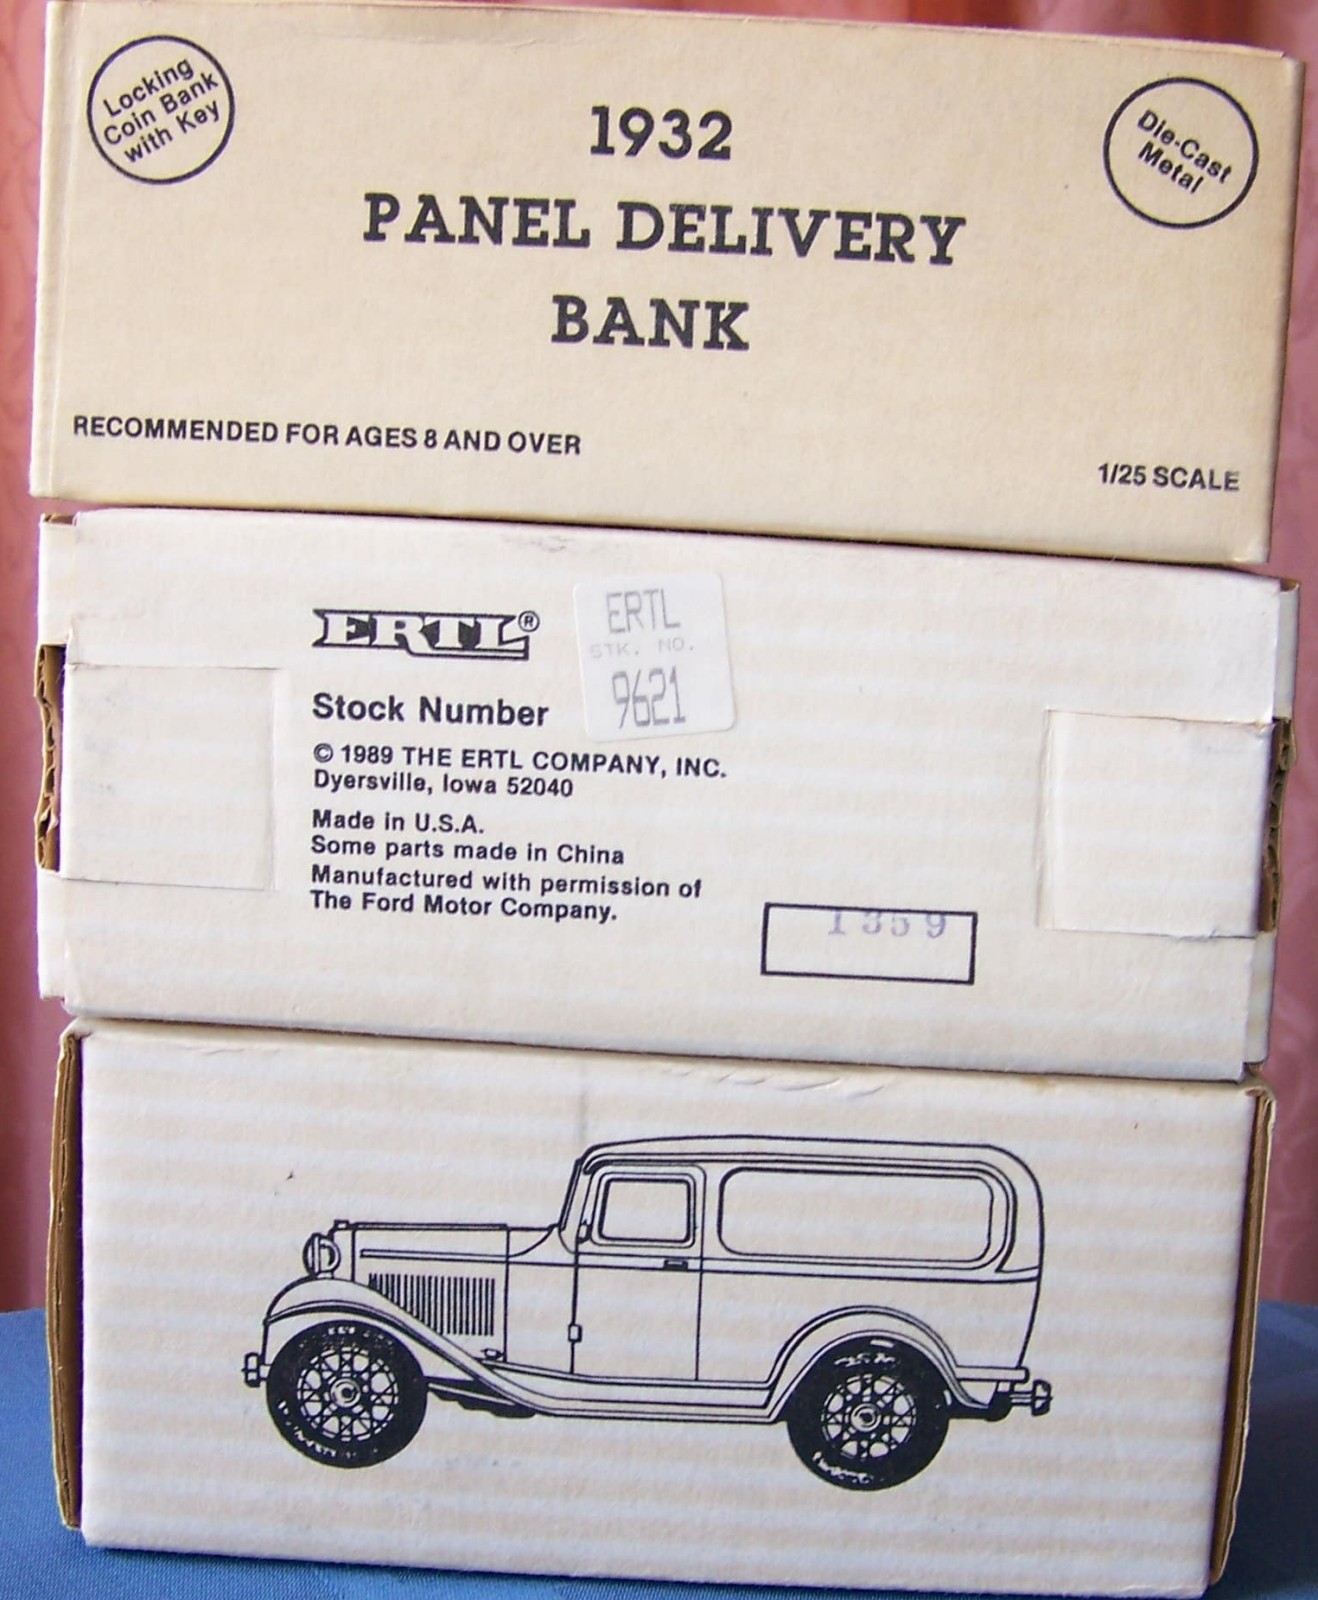 Locking
Coin Bank
with Key
1932
PANEL DELIVERY
BANK
Die-Cast
Metal
RECOMMENDED FOR AGES 8 AND OVER
1/25 SCALE
ERTL®
ERTL
STK. NO.
9621
Stock Number
© 1989 THE ERTL COMPANY, INC.
Dyersville, Iowa 52040
Made in U.S.A.
Some parts made in China
Manufactured with permission of
The Ford Motor Company.
1359